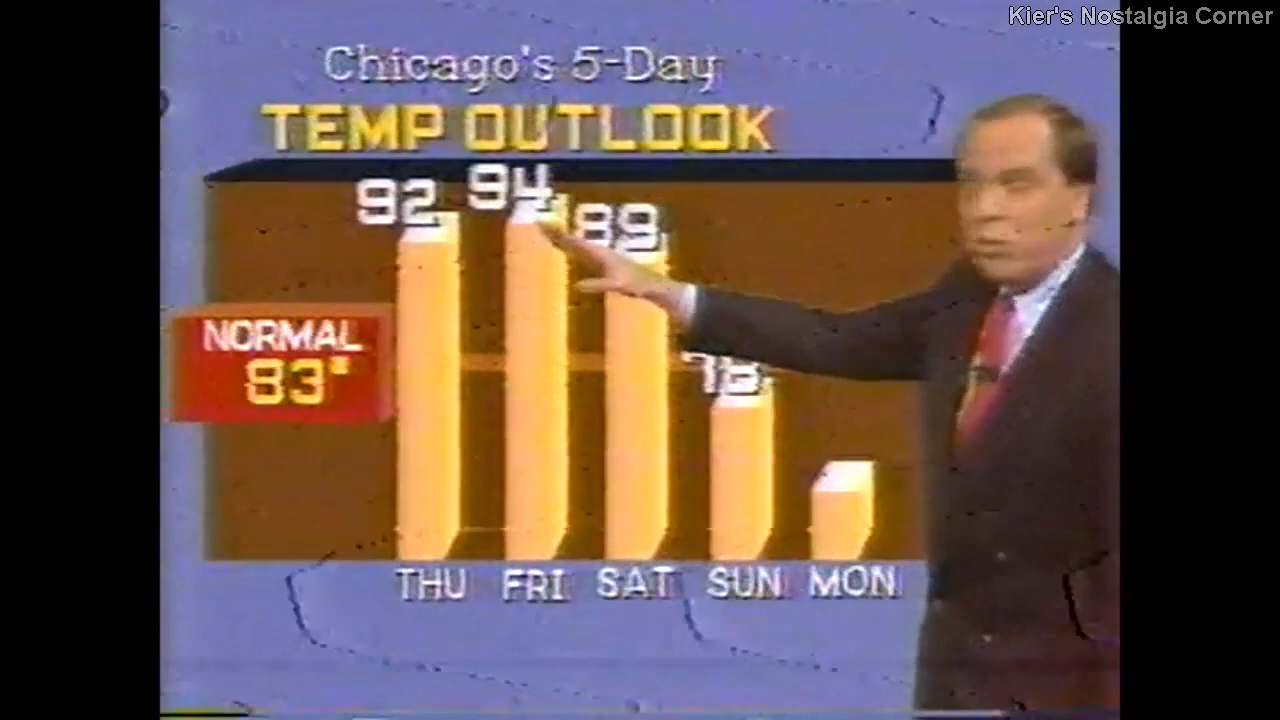 Kier's Nostalgia Corner
Chicago's 5-Day
TEMP OUTLOOK
92 94 89
NORMAL
83°
THU FRI SAT SUN MON